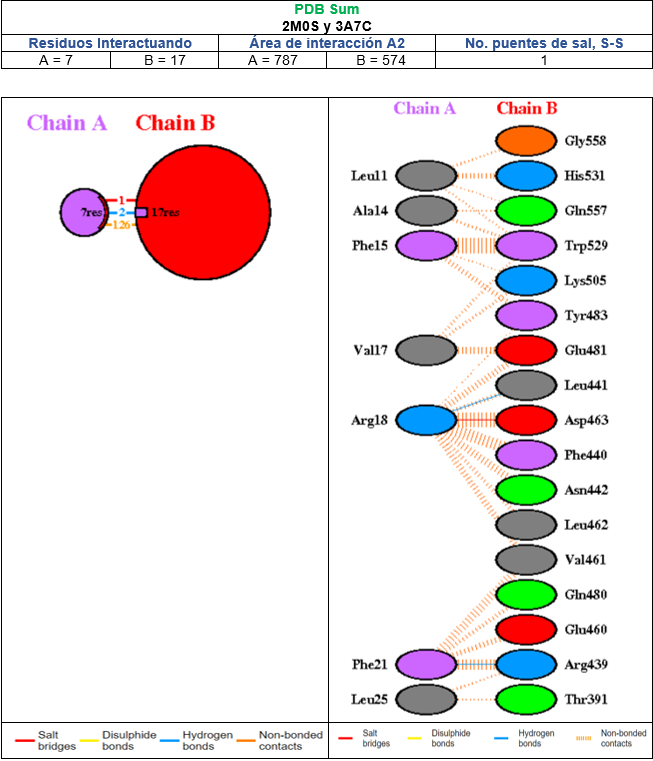 PDB Sum
2M0S y 3A7C
Residuos Interactuando Área de interacción A2 No. puentes de sal, S-S
A = 7 B = 17 A = 787 B = 574 1
Chain A Chain B
1
7res 2 17res
126
Chain A Chain B
Gly558
Leu11 His531
Ala14 Gln557
Phe15 Trp529
Lys505
Tyr483
Val17 Glu481
Leu441
Arg18 Asp463
Phe440
Asn442
Leu462
Val461
Gln480
Glu460
Phe21 Arg439
Leu25 Thr391
Salt bridges Disulphide bonds Hydrogen bonds Non-bonded contacts
Salt bridges Disulphide bonds Hydrogen bonds Non-bonded contacts